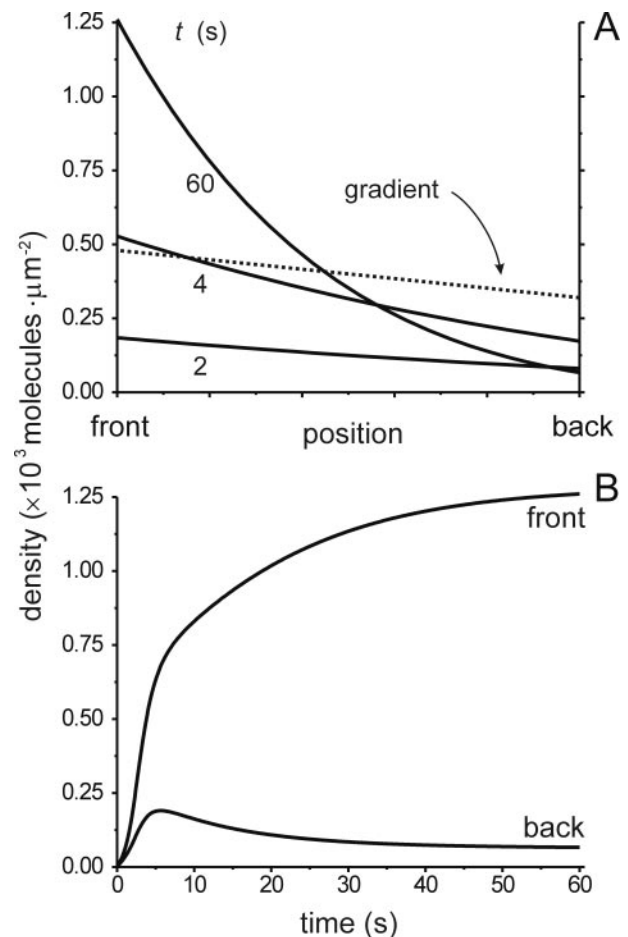 t (s)
A
1.25
1.00
0.75
0.50
0.25
0.00
60
4
2
gradient
front
position
back
density (×10³ molecules·μm⁻²)
B
1.25
1.00
0.75
0.50
0.25
0.00
front
back
0
10
20
30
40
50
60
time (s)